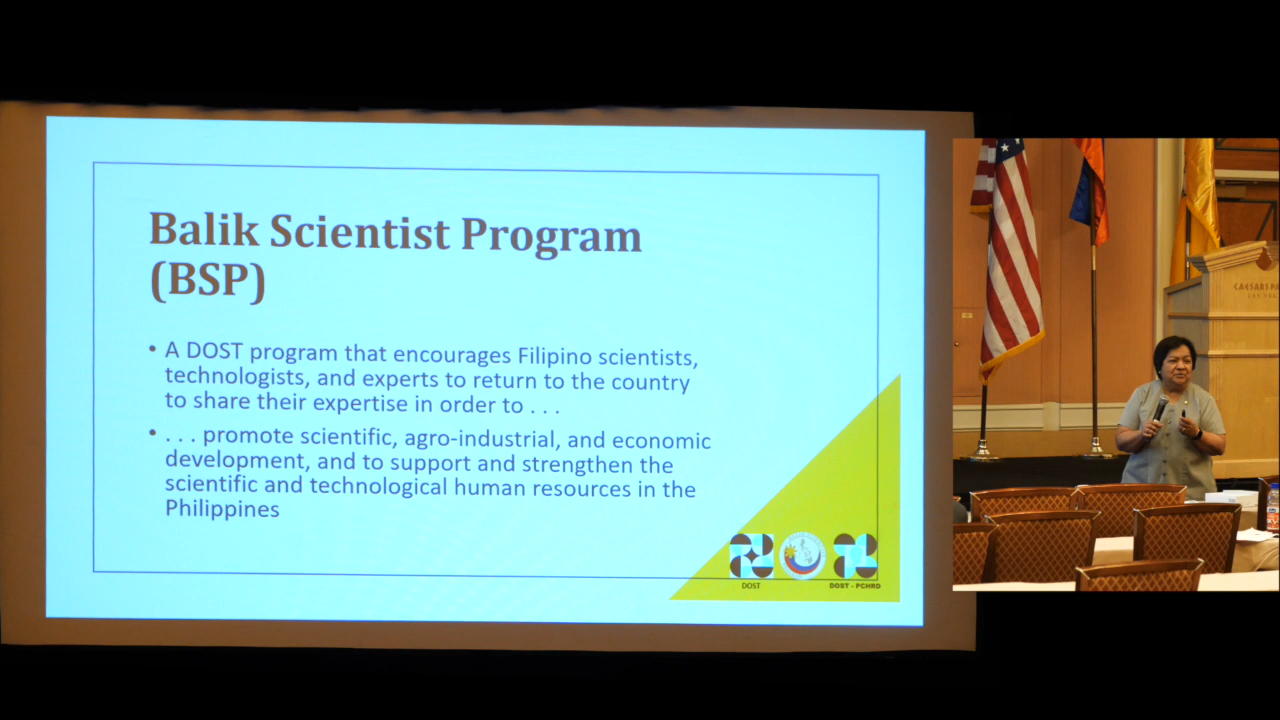 Balik Scientist Program
(BSP)
• A DOST program that encourages Filipino scientists,
technologists, and experts to return to the country
to share their expertise in order to . . .
• . . . promote scientific, agro-industrial, and economic
development, and to support and strengthen the
scientific and technological human resources in the
Philippines
DOST
DOST - PCHRD
CAESARS